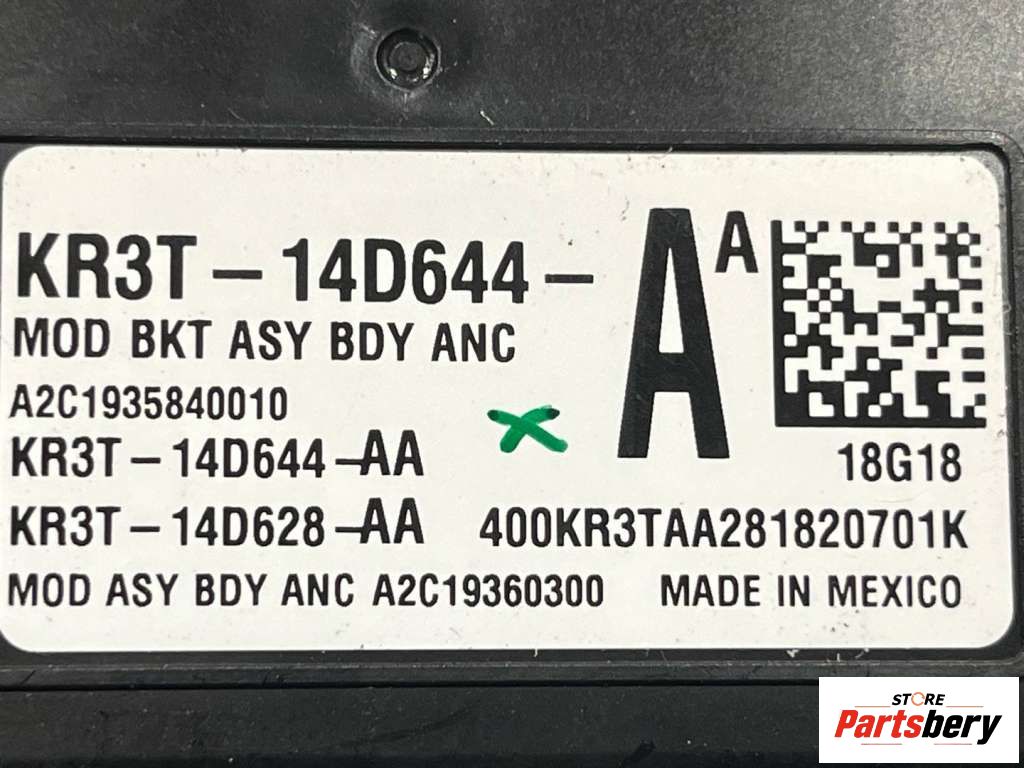 KR3T-14D644-AA
MOD BKT ASY BDY ANC
A2C1935840010
KR3T-14D644-AA
18G18
KR3T-14D628-AA 400KR3TAA281820701K
MOD ASY BDY ANC A2C19360300 MADE IN MEXICO
STORE
Partsbery